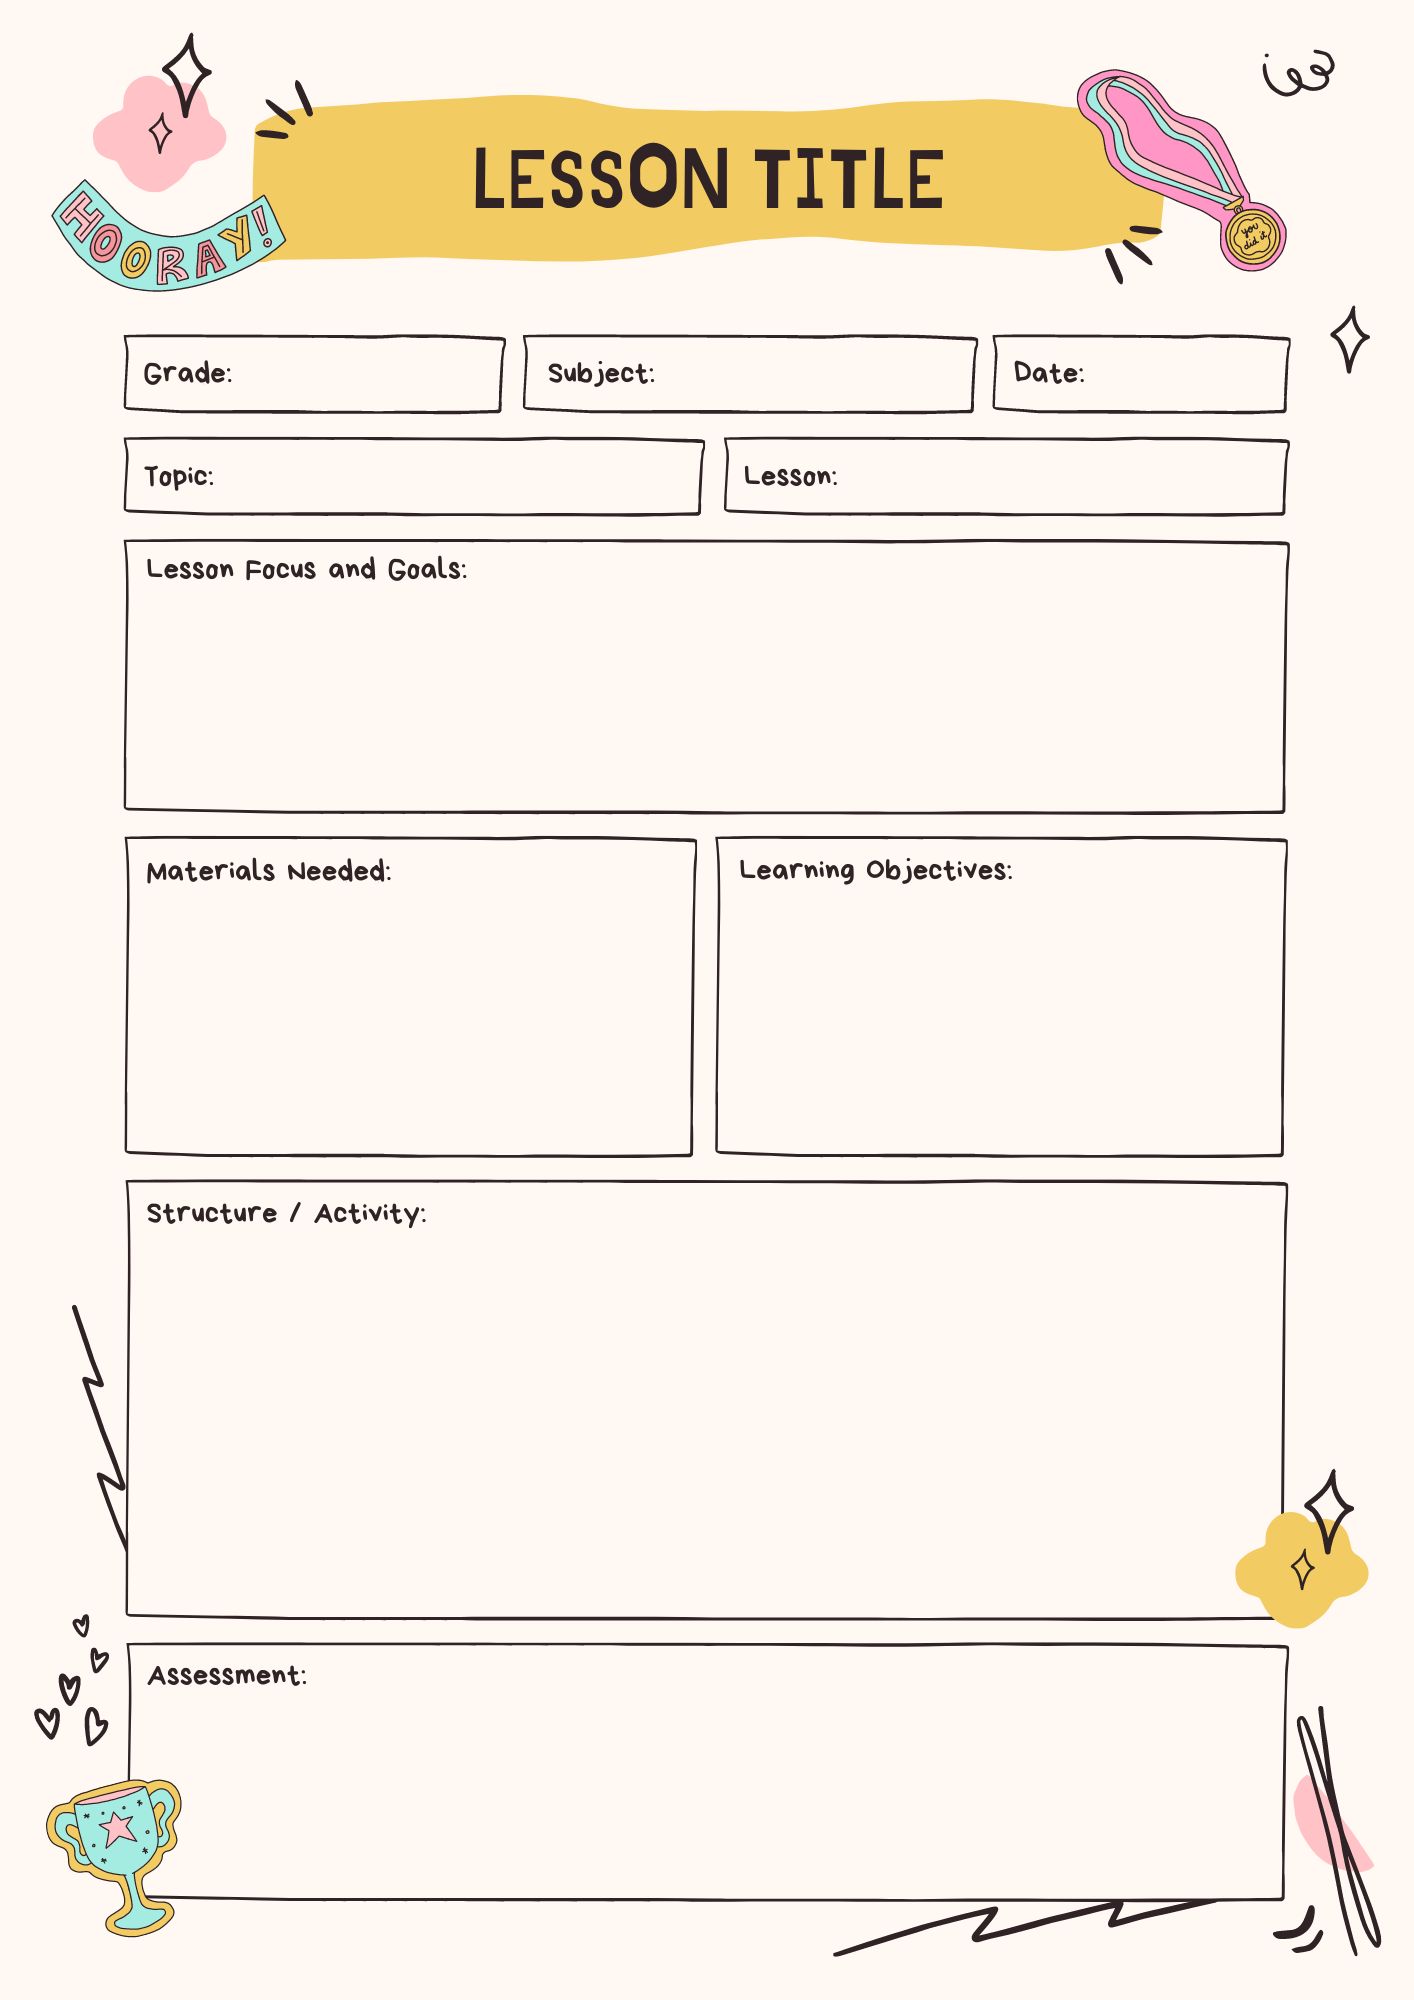 HOORAY!
LESSON TITLE
you
did it
Grade:
Subject:
Date:
Topic:
Lesson:
Lesson Focus and Goals:
Materials Needed:
Learning Objectives:
Structure / Activity:
Assessment: